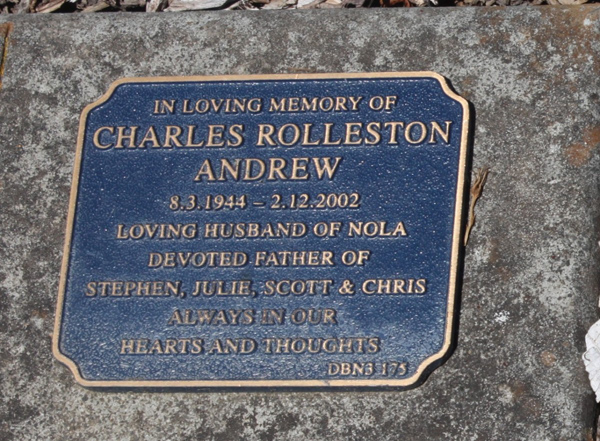 IN LOVING MEMORY OF
CHARLES ROLLESTON
ANDREW
8.3.1944 – 2.12.2002
LOVING HUSBAND OF NOLA
DEVOTED FATHER OF
STEPHEN, JULIE, SCOTT & CHRIS
ALWAYS IN OUR
HEARTS AND THOUGHTS
DBN3 175